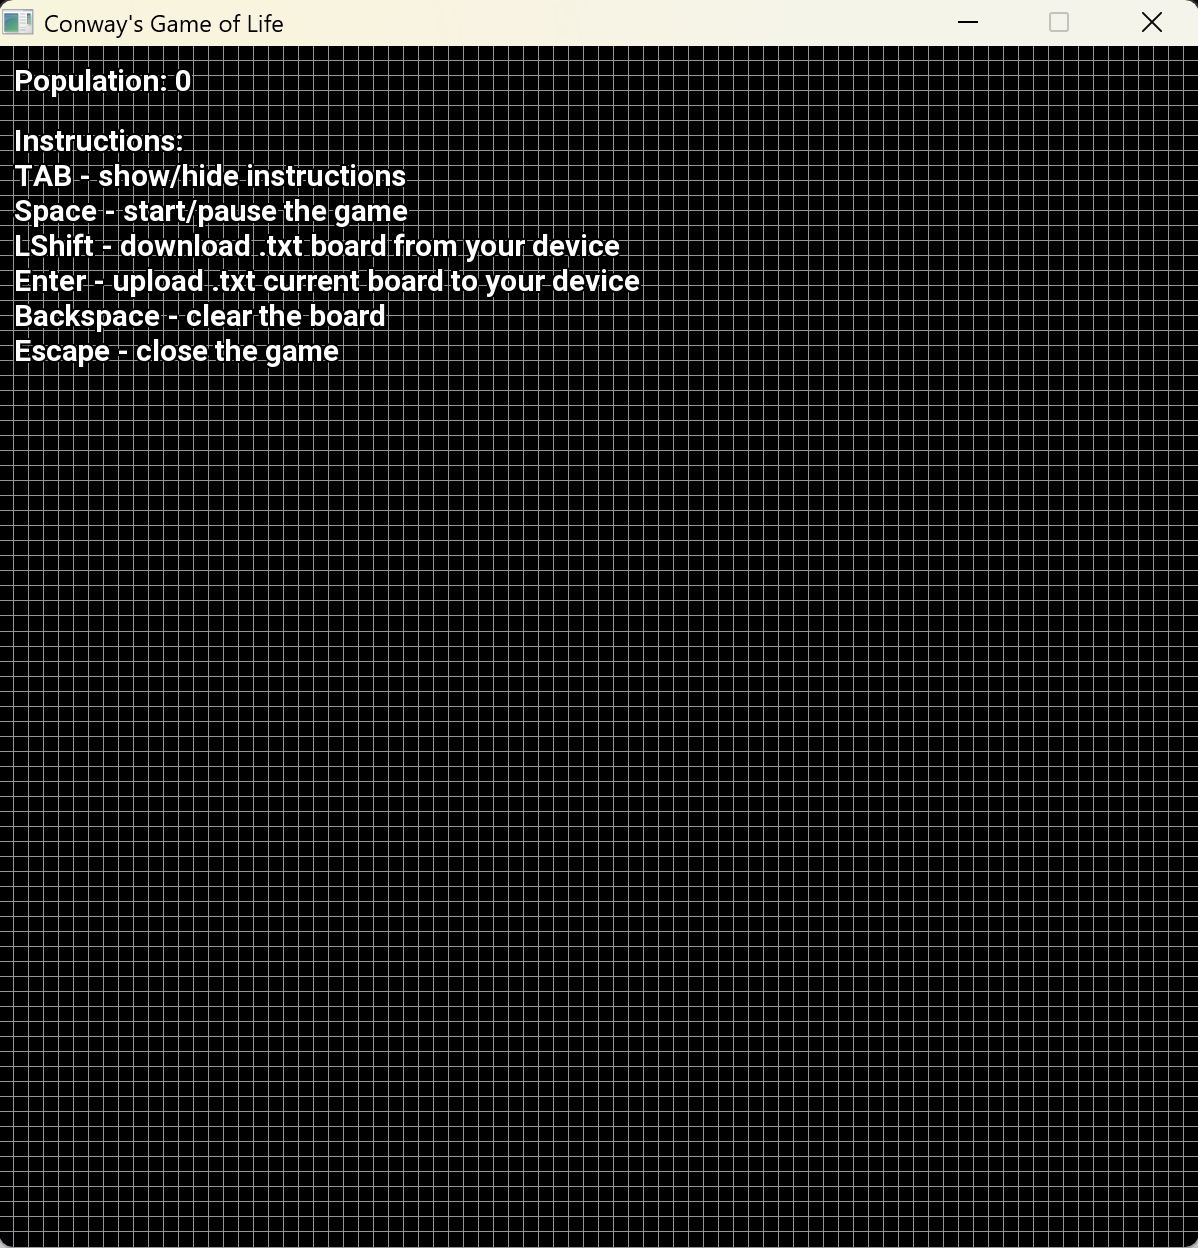 Conway's Game of Life
Population: 0
Instructions:
TAB - show/hide instructions
Space - start/pause the game
LShift - download .txt board from your device
Enter - upload .txt current board to your device
Backspace - clear the board
Escape - close the game